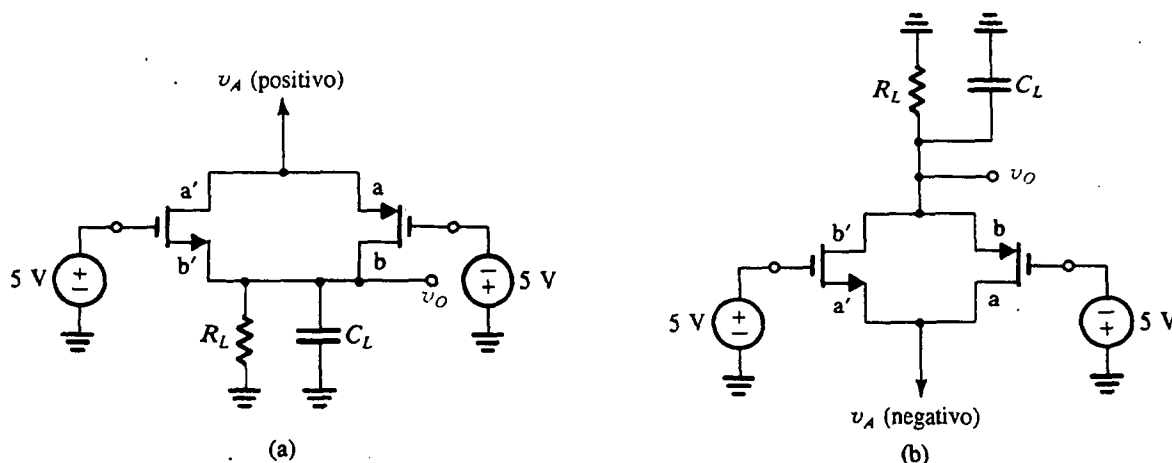 v_A (positivo)
a'
a
b'
b
5 V
+
−
−
+
5 V
v_O
R_L
C_L
(a)
R_L
C_L
v_O
b'
b
a'
a
5 V
+
−
−
+
5 V
v_A (negativo)
(b)